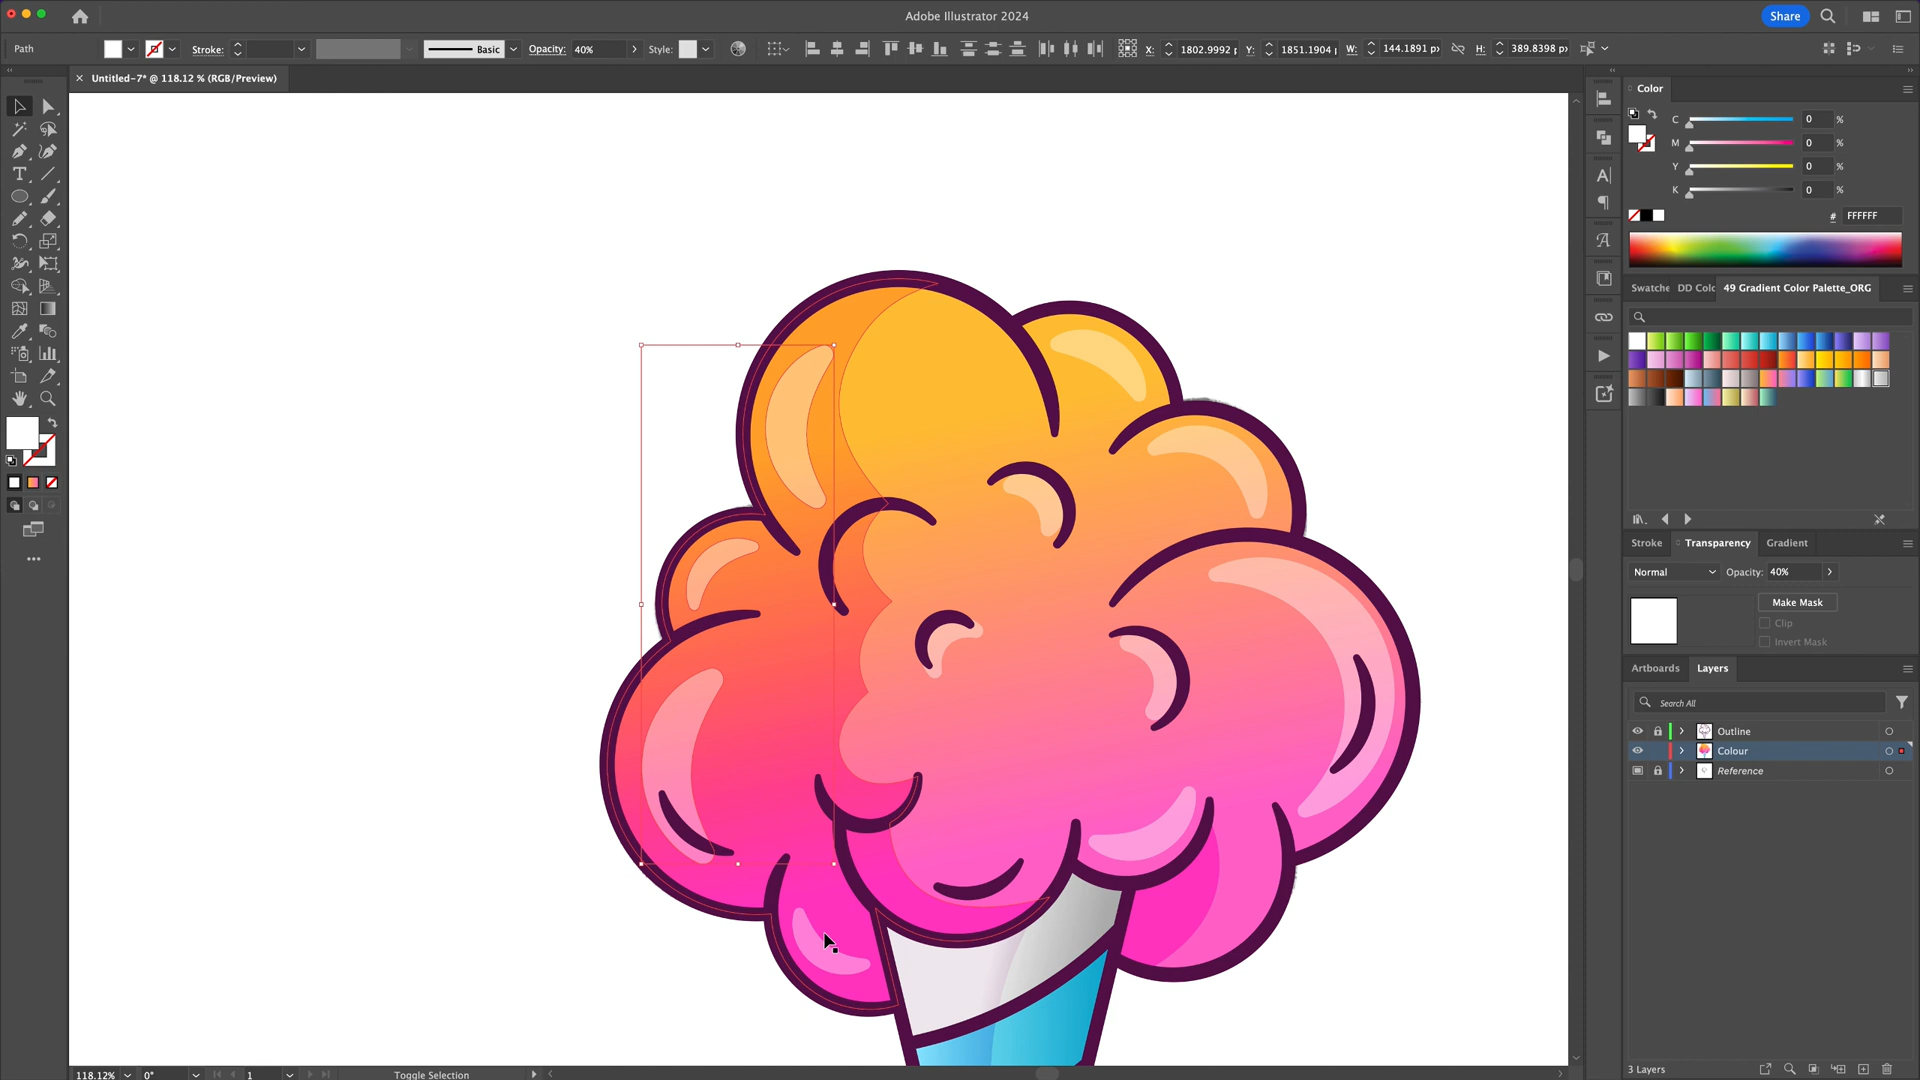 Adobe Illustrator 2024
Share
Path
Stroke:
Basic
Opacity: 40%
Style:
X: 1802.9992 p
Y: 1851.1904 p
W: 144.1891 px
H: 389.8398 px
× Untitled-7* @ 118.12 % (RGB/Preview)
Color
C 0 %
M 0 %
Y 0 %
K 0 %
# FFFFFF
Swatche DD Colo 49 Gradient Color Palette_ORG
Stroke Transparency Gradient
Normal Opacity: 40%
Make Mask
Clip
Invert Mask
Artboards Layers
Search All
Outline
Colour
Reference
3 Layers
118.12% 0° 1 Toggle Selection